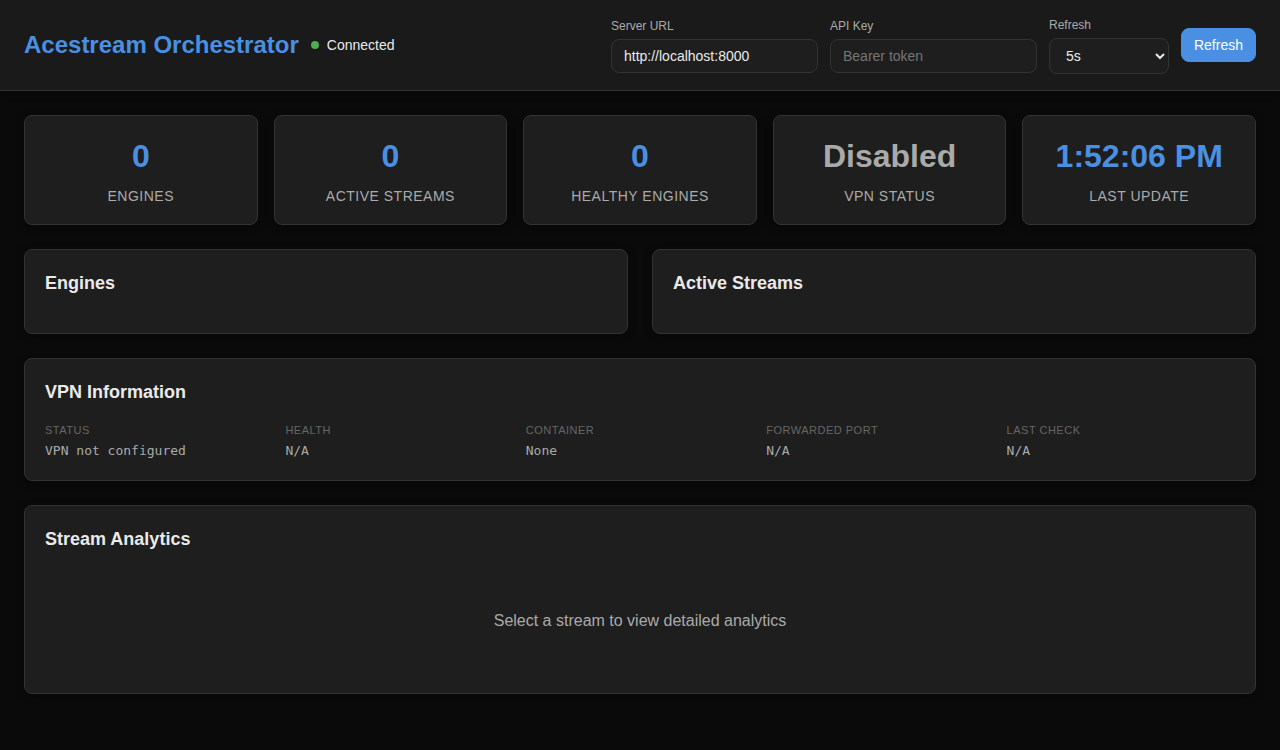 Acestream Orchestrator
Connected
Server URL
http://localhost:8000
API Key
Bearer token
Refresh
5s
Refresh
0
ENGINES
0
ACTIVE STREAMS
0
HEALTHY ENGINES
Disabled
VPN STATUS
1:52:06 PM
LAST UPDATE
Engines
Active Streams
VPN Information
STATUS
VPN not configured
HEALTH
N/A
CONTAINER
None
FORWARDED PORT
N/A
LAST CHECK
N/A
Stream Analytics
Select a stream to view detailed analytics